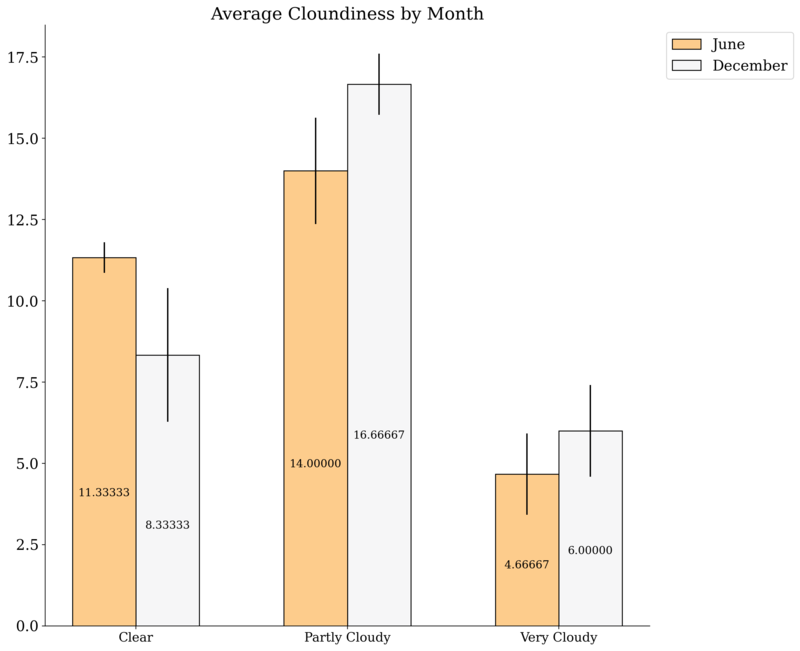 Average Cloundiness by Month
June
December
17.5
15.0
12.5
10.0
7.5
5.0
2.5
0.0
11.33333
8.33333
14.00000
16.66667
4.66667
6.00000
Clear
Partly Cloudy
Very Cloudy